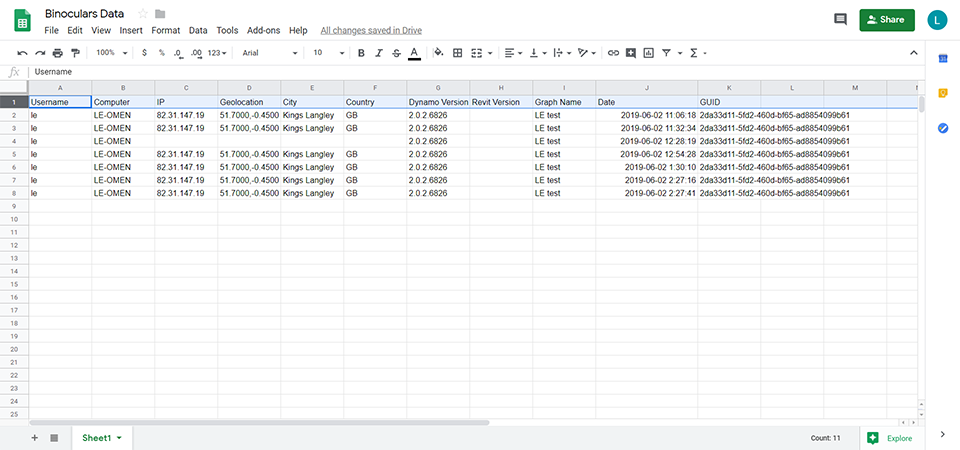 Binoculars Data
File Edit View Insert Format Data Tools Add-ons Help All changes saved in Drive
Share
L
100% $ % .0 .00 123 Arial 10 B I S A
fx Username
A B C D E F G H I J K L M
1 Username Computer IP Geolocation City Country Dynamo Version Revit Version Graph Name Date GUID
2 le LE-OMEN 82.31.147.19 51.7000,-0.4500 Kings Langley GB 2.0.2.6826 LE test 2019-06-02 11:06:18 2da33d11-5fd2-460d-bf65-ad8854099b61
3 le LE-OMEN 82.31.147.19 51.7000,-0.4500 Kings Langley GB 2.0.2.6826 LE test 2019-06-02 11:32:34 2da33d11-5fd2-460d-bf65-ad8854099b61
4 le LE-OMEN 2.0.2.6826 LE test 2019-06-02 12:28:19 2da33d11-5fd2-460d-bf65-ad8854099b61
5 le LE-OMEN 82.31.147.19 51.7000,-0.4500 Kings Langley GB 2.0.2.6826 LE test 2019-06-02 12:54:28 2da33d11-5fd2-460d-bf65-ad8854099b61
6 le LE-OMEN 82.31.147.19 51.7000,-0.4500 Kings Langley GB 2.0.2.6826 LE test 2019-06-02 1:30:10 2da33d11-5fd2-460d-bf65-ad8854099b61
7 le LE-OMEN 82.31.147.19 51.7000,-0.4500 Kings Langley GB 2.0.2.6826 LE test 2019-06-02 2:27:16 2da33d11-5fd2-460d-bf65-ad8854099b61
8 le LE-OMEN 82.31.147.19 51.7000,-0.4500 Kings Langley GB 2.0.2.6826 LE test 2019-06-02 2:27:41 2da33d11-5fd2-460d-bf65-ad8854099b61
9
10
11
12
13
14
15
16
17
18
19
20
21
22
23
24
25
Sheet1 Count: 11 Explore